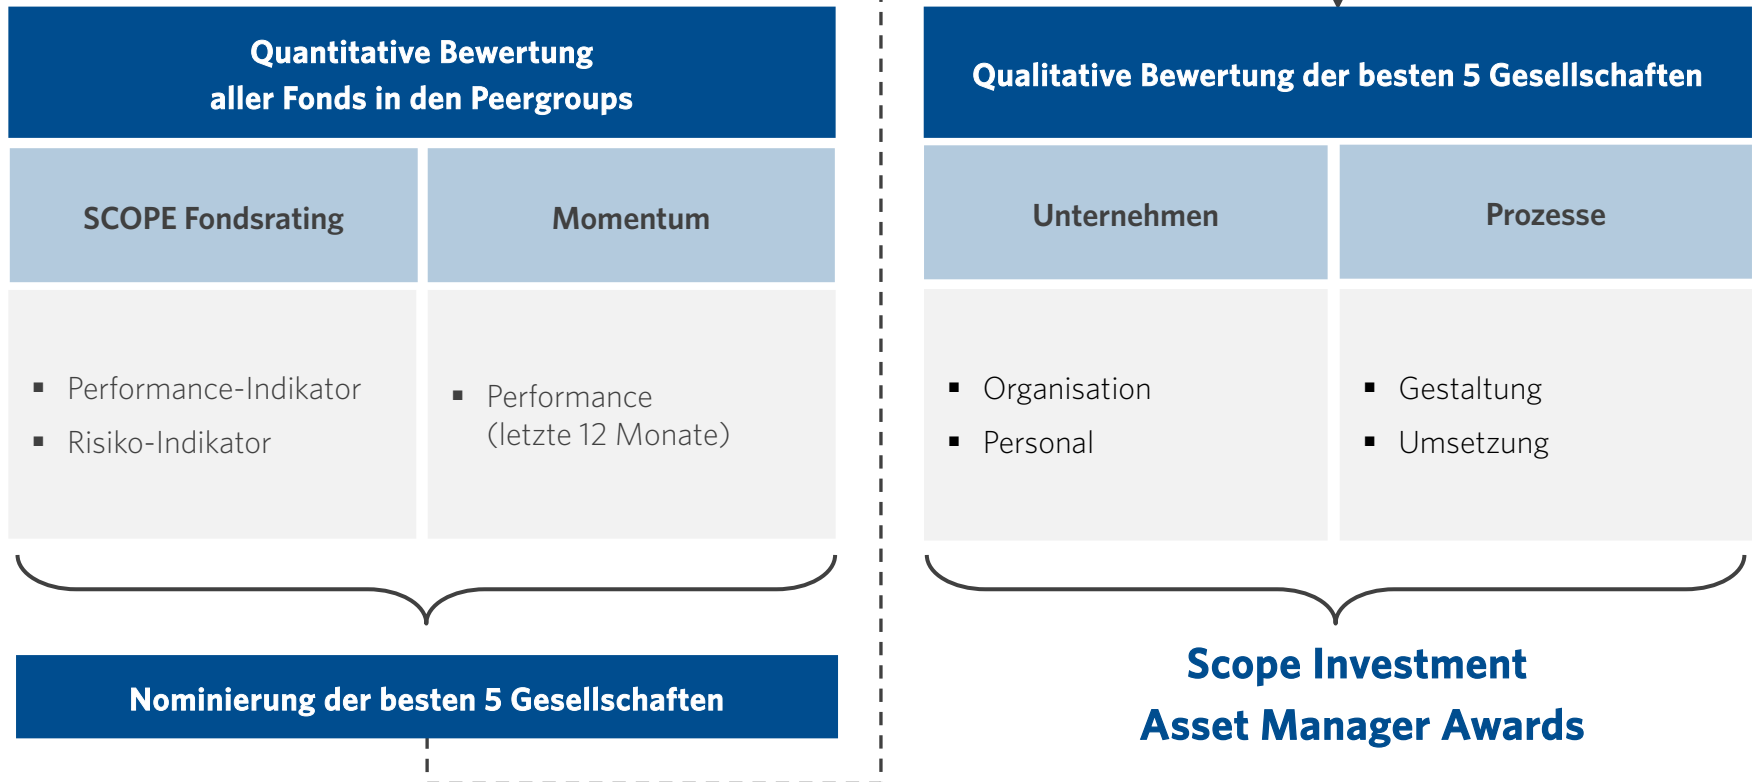 Quantitative Bewertung
aller Fonds in den Peergroups
SCOPE Fondsrating
Momentum
▪ Performance-Indikator
▪ Risiko-Indikator
▪ Performance
(letzte 12 Monate)
Nominierung der besten 5 Gesellschaften
Qualitative Bewertung der besten 5 Gesellschaften
Unternehmen
Prozesse
▪ Organisation
▪ Personal
▪ Gestaltung
▪ Umsetzung
Scope Investment
Asset Manager Awards